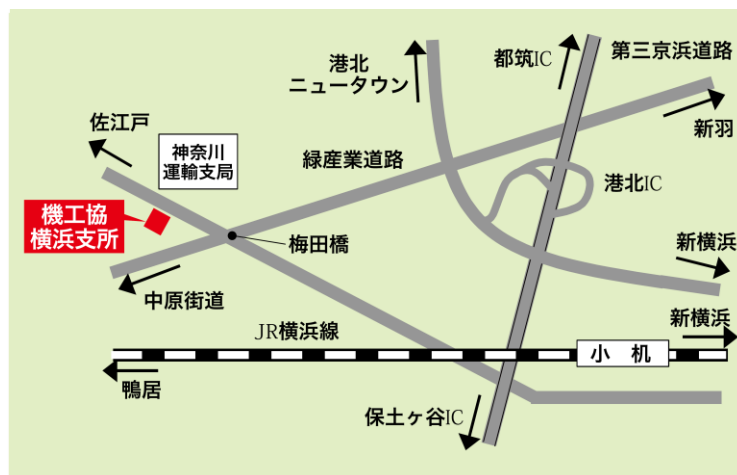 港北
ニュータウン
都筑IC
第三京浜道路
佐江戸
神奈川
運輸支局
緑産業道路
新羽
港北IC
機工協
横浜支所
梅田橋
新横浜
中原街道
JR横浜線
新横浜
小 机
鴨居
保土ヶ谷IC